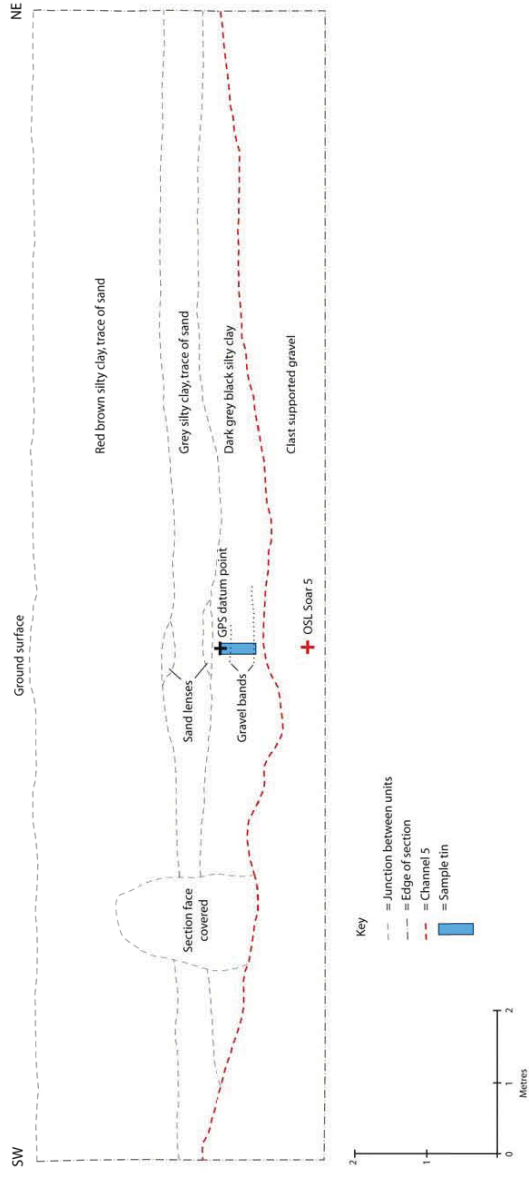 SW
NE
Ground surface
Red brown silty clay, trace of sand
Grey silty clay, trace of sand
Sand lenses
Dark grey black silty clay
GPS datum point
Section face
covered
Gravel bands
Clast supported gravel
OSL Soar 5
2
1
0
1
2
Metres
Key
= Junction between units
= Edge of section
= Channel 5
= Sample tin